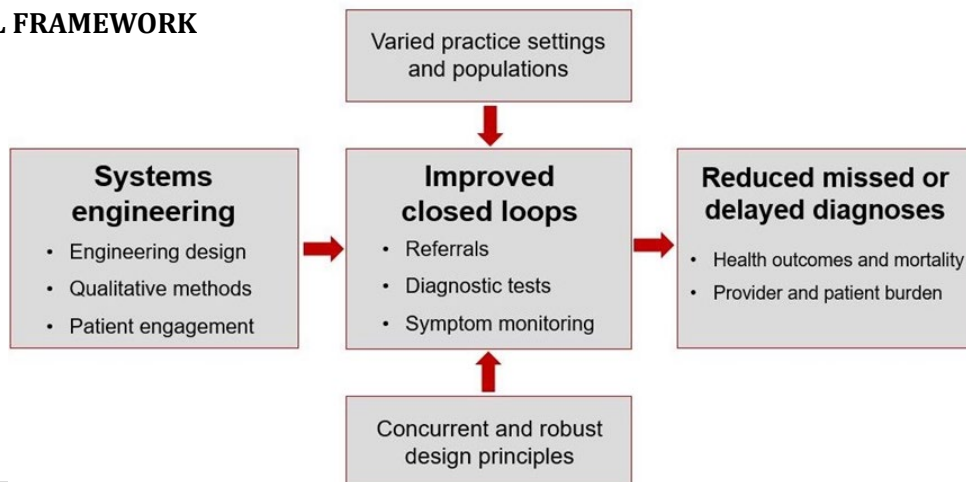 FRAMEWORK
Varied practice settings
and populations
Systems
engineering
• Engineering design
• Qualitative methods
• Patient engagement
Improved
closed loops
• Referrals
• Diagnostic tests
• Symptom monitoring
Reduced missed or
delayed diagnoses
• Health outcomes and mortality
• Provider and patient burden
Concurrent and robust
design principles